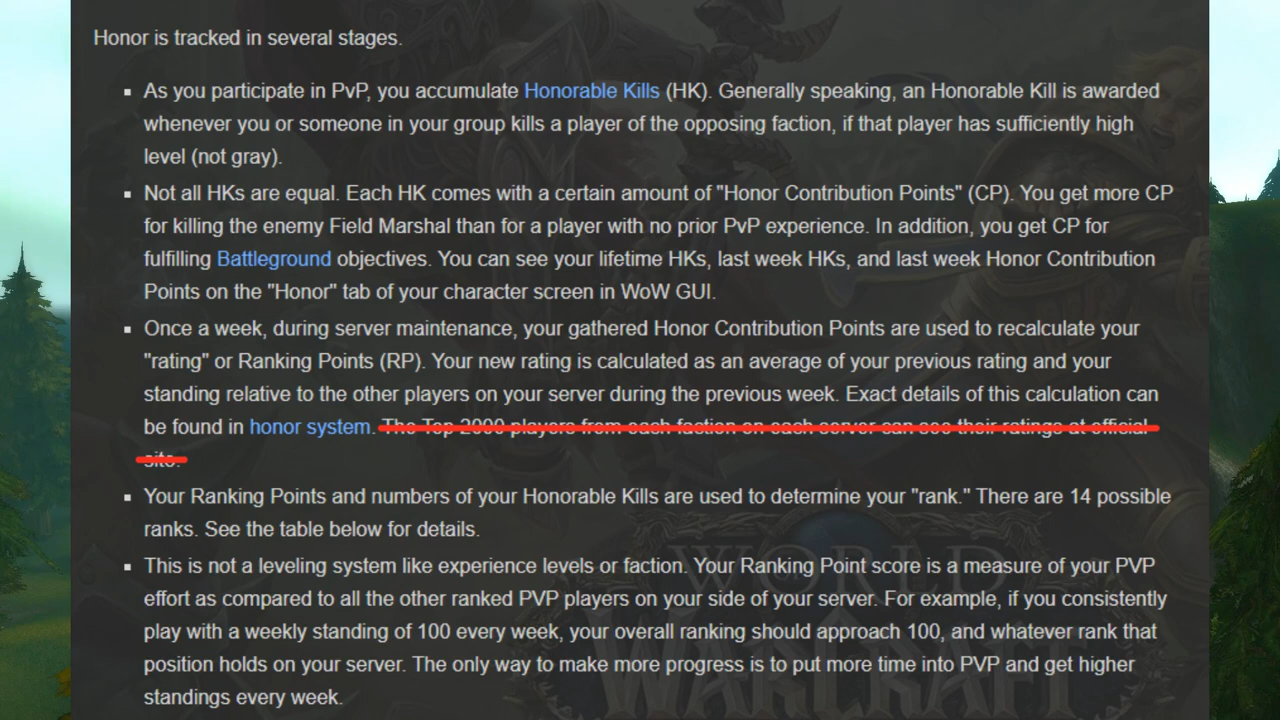 Honor is tracked in several stages.
As you participate in PvP, you accumulate Honorable Kills (HK). Generally speaking, an Honorable Kill is awarded
whenever you or someone in your group kills a player of the opposing faction, if that player has sufficiently high
level (not gray).
Not all HKs are equal. Each HK comes with a certain amount of "Honor Contribution Points" (CP). You get more CP
for killing the enemy Field Marshal than for a player with no prior PvP experience. In addition, you get CP for
fulfilling Battleground objectives. You can see your lifetime HKs, last week HKs, and last week Honor Contribution
Points on the "Honor" tab of your character screen in WoW GUI.
Once a week, during server maintenance, your gathered Honor Contribution Points are used to recalculate your
"rating" or Ranking Points (RP). Your new rating is calculated as an average of your previous rating and your
standing relative to the other players on your server during the previous week. Exact details of this calculation can
be found in honor system. The Top 2000 players from each faction on each server can see their ratings at official
site.
Your Ranking Points and numbers of your Honorable Kills are used to determine your "rank." There are 14 possible
ranks. See the table below for details.
This is not a leveling system like experience levels or faction. Your Ranking Point score is a measure of your PVP
effort as compared to all the other ranked PVP players on your side of your server. For example, if you consistently
play with a weekly standing of 100 every week, your overall ranking should approach 100, and whatever rank that
position holds on your server. The only way to make more progress is to put more time into PVP and get higher
standings every week.
WORLD
WARCRAFT